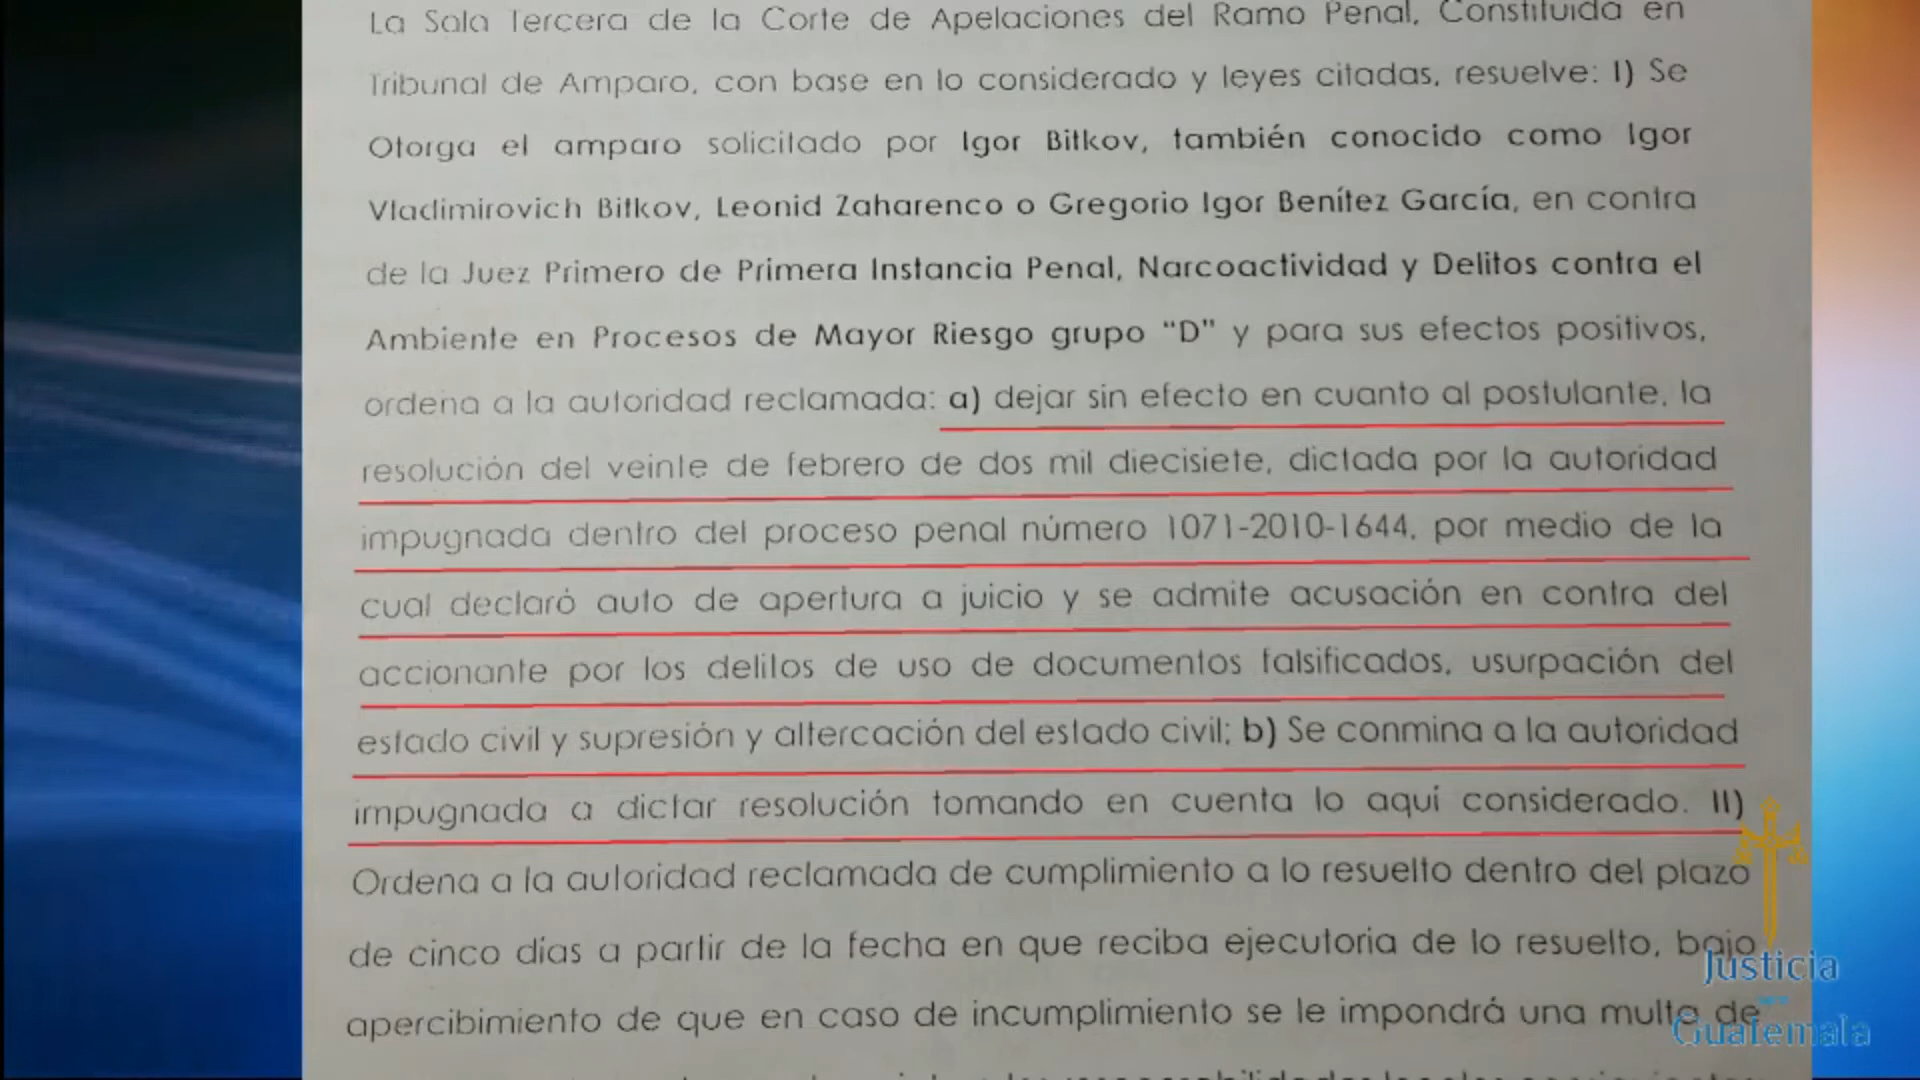 La Sala Tercera de la Corte de Apelaciones del Ramo Penal, Constituida en
Tribunal de Amparo, con base en lo considerado y leyes citadas, resuelve: I) Se
Otorga el amparo solicitado por Igor Bitkov, también conocido como Igor
Vladimirovich Bitkov, Leonid Zaharenco o Gregorio Igor Benítez García, en contra
de la Juez Primero de Primera Instancia Penal, Narcoactividad y Delitos contra el
Ambiente en Procesos de Mayor Riesgo grupo "D" y para sus efectos positivos,
ordena a la autoridad reclamada: a) dejar sin efecto en cuanto al postulante, la
resolución del veinte de febrero de dos mil diecisiete, dictada por la autoridad
impugnada dentro del proceso penal número 1071-2010-1644, por medio de la
cual declaró auto de apertura a juicio y se admite acusación en contra del
accionante por los delitos de uso de documentos falsificados, usurpación del
estado civil y supresión y altercación del estado civil; b) Se conmina a la autoridad
impugnada a dictar resolución tomando en cuenta lo aquí considerado. II)
Ordena a la autoridad reclamada de cumplimiento a lo resuelto dentro del plazo
de cinco días a partir de la fecha en que reciba ejecutoria de lo resuelto, bajo
apercibimiento de que en caso de incumplimiento se le impondrá una multa de
Justicia
Guatemala